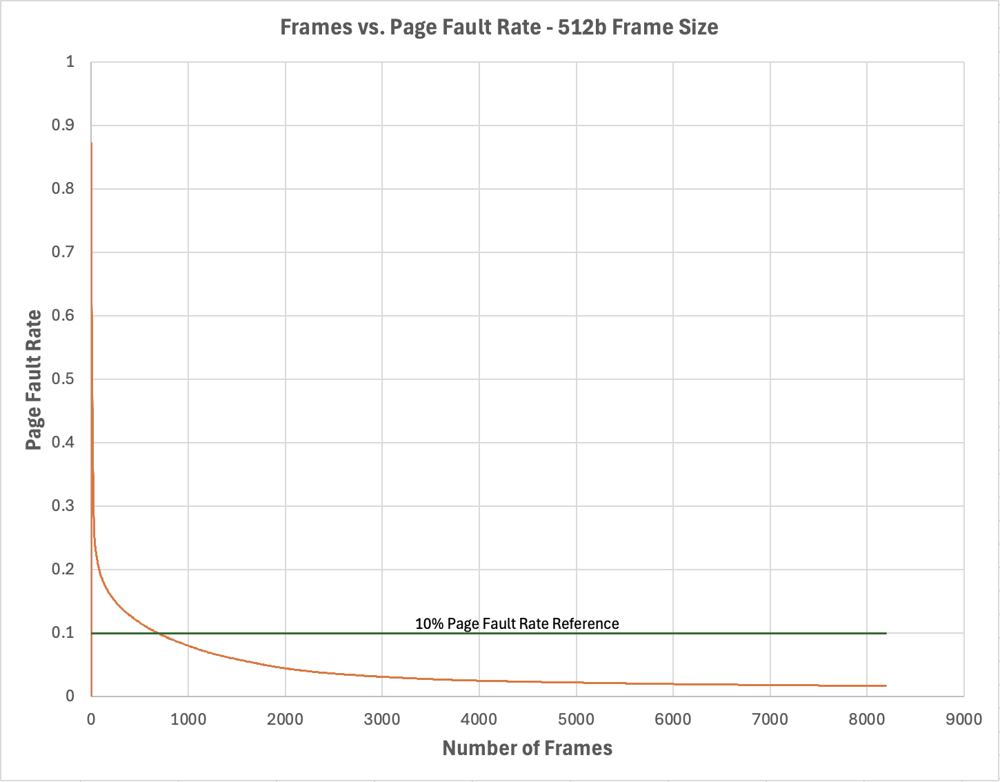 Frames vs. Page Fault Rate - 512b Frame Size
1
0.9
0.8
0.7
0.6
0.5
0.4
0.3
0.2
0.1
0
Page Fault Rate
10% Page Fault Rate Reference
0 1000 2000 3000 4000 5000 6000 7000 8000 9000
Number of Frames